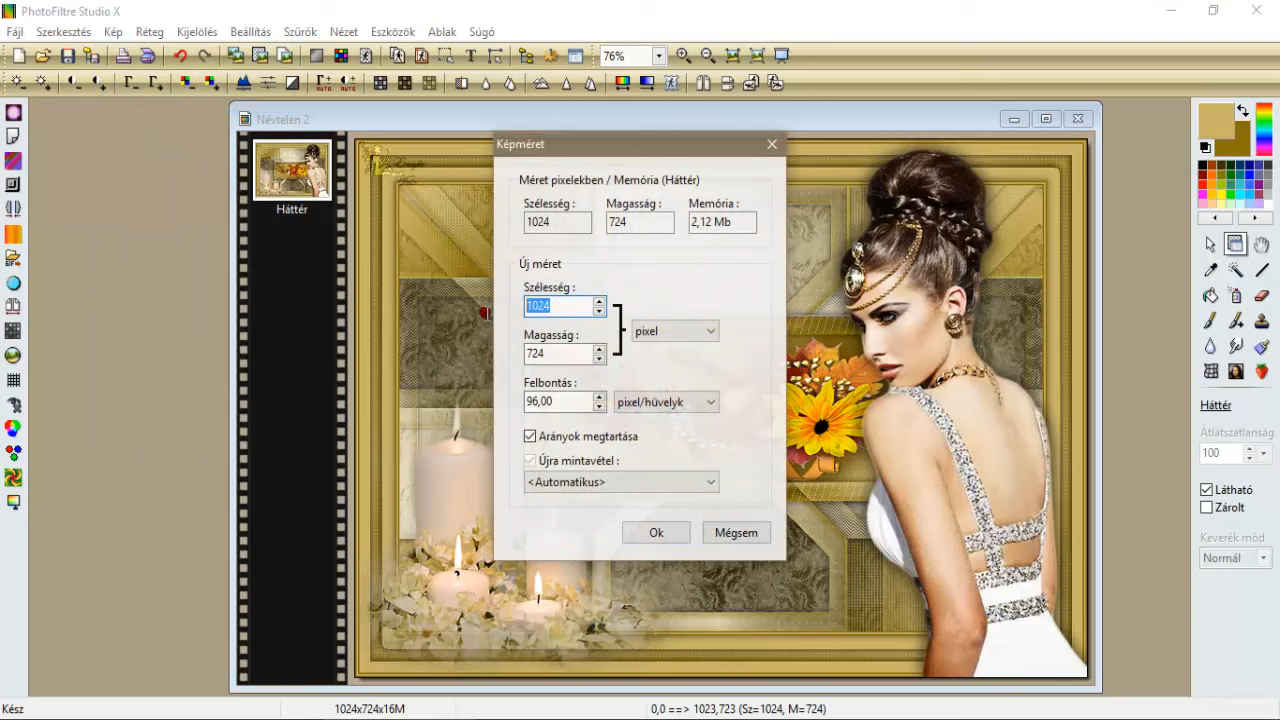 PhotoFiltre Studio X
Fájl Szerkesztés Kép Réteg Kijelölés Beállítás Szűrők Nézet Eszközök Ablak Súgó
76%
Névtelen 2
Háttér
Képméret
Méret pixelekben / Memória (Háttér)
Szélesség : Magasság : Memória :
1024 724 2,12 Mb
Új méret
Szélesség :
1024
pixel
Magasság :
724
Felbontás :
96,00 pixel/hüvelyk
Arányok megtartása
Újra mintavétel :
<Automatikus>
Ok Mégsem
Háttér
Átlátszatlanság
100
Látható
Zárolt
Keverék mód
Normál
Kész 1024x724x16M 0,0 ==> 1023,723 (Sz=1024, M=724)